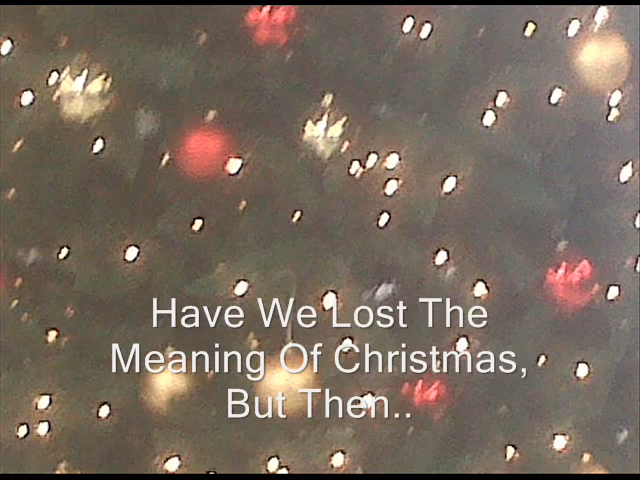 Have We Lost The
Meaning Of Christmas,
But Then..